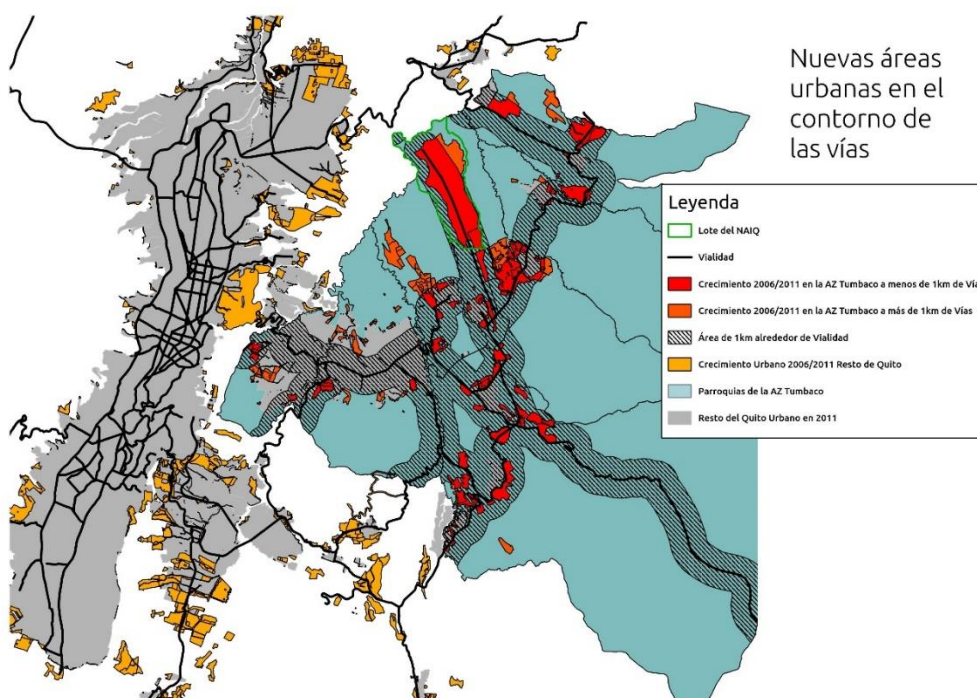 Nuevas áreas
urbanas en el
contorno de
las vías
Leyenda
Lote del NAIQ
Vialidad
Crecimiento 2006/2011 en la AZ Tumbaco a menos de 1km de Vía
Crecimiento 2006/2011 en la AZ Tumbaco a más de 1km de Vías
Área de 1km alrededor de Vialidad
Crecimiento Urbano 2006/2011 Resto de Quito
Parroquias de la AZ Tumbaco
Resto del Quito Urbano en 2011